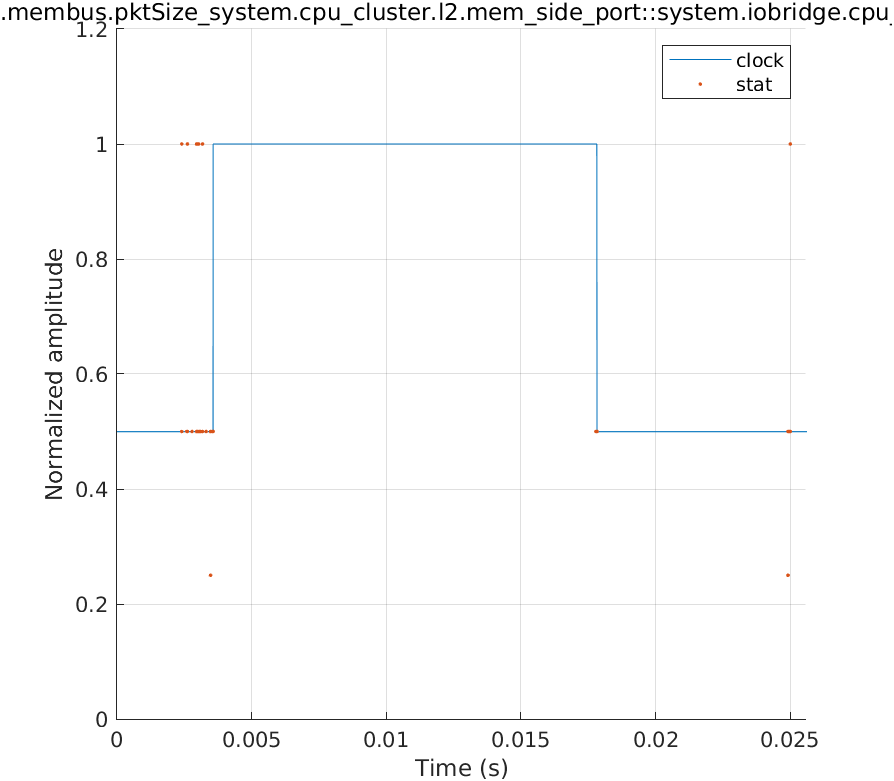 .membus.pktSize_system.cpu_cluster.l2.mem_side_port::system.iobridge.cpu_
1.2
clock
stat
1
0.8
Normalized amplitude
0.6
0.4
0.2
0
0 0.005 0.01 0.015 0.02 0.025
Time (s)